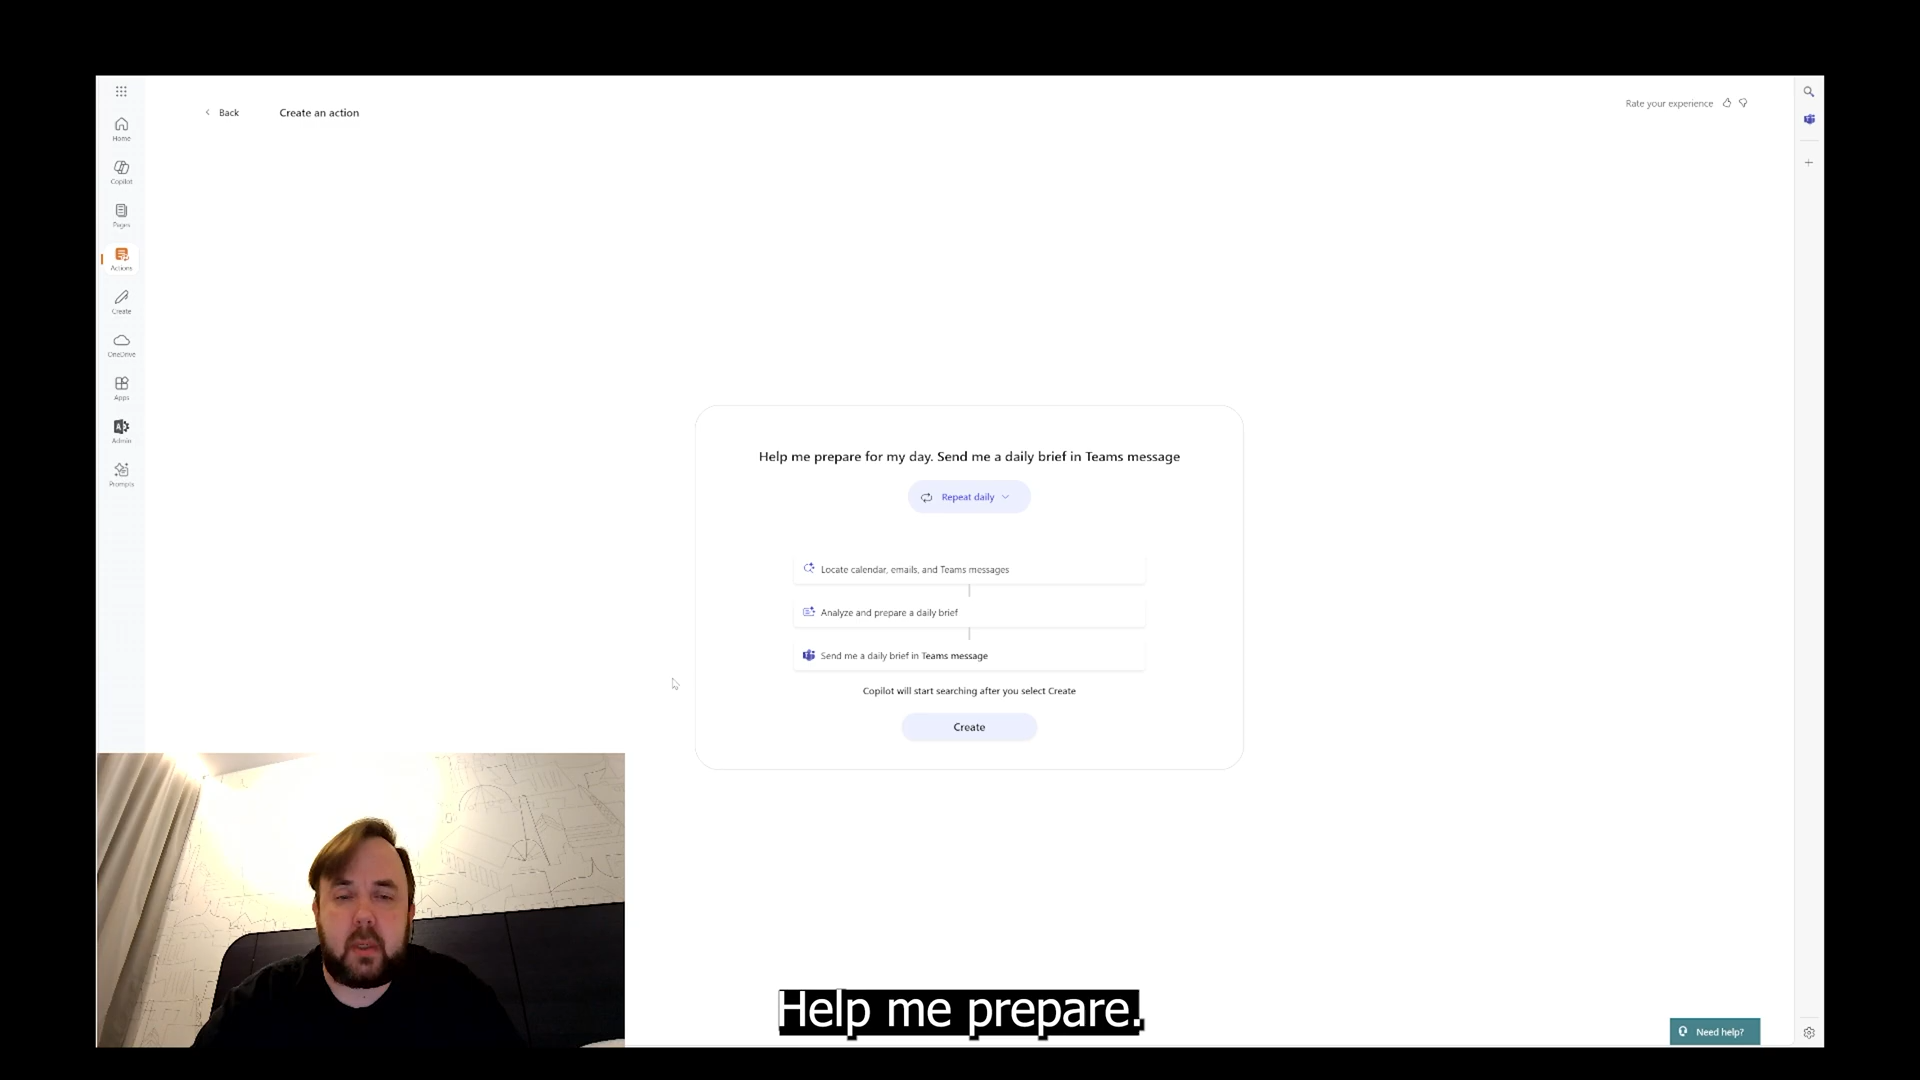 Back
Create an action
Rate your experience
Home
Copilot
Pages
Actions
Create
OneDrive
Apps
Admin
Prompts
Help me prepare for my day. Send me a daily brief in Teams message
Repeat daily
Locate calendar, emails, and Teams messages
Analyze and prepare a daily brief
Send me a daily brief in Teams message
Copilot will start searching after you select Create
Create
Help me prepare.
Need help?